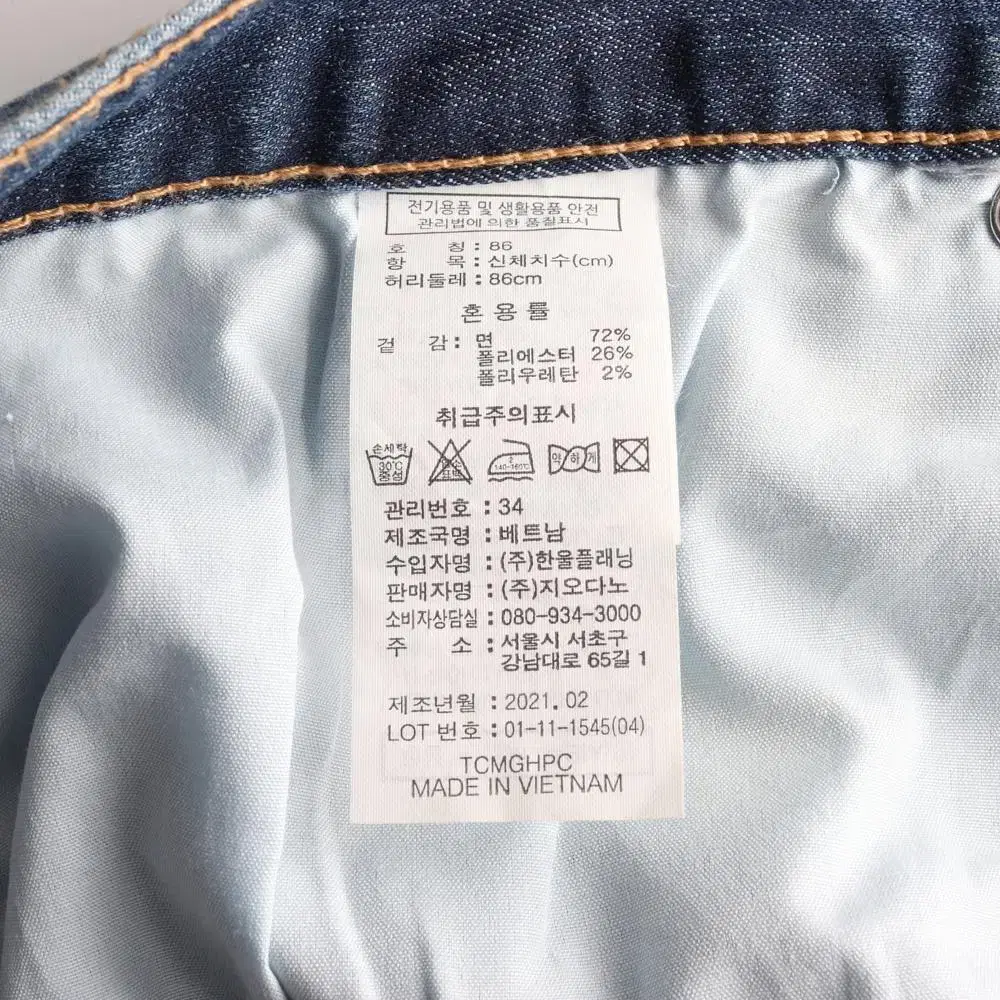 전기용품 및 생활용품 안전
관리법에 의한 품질표시
호 칭 : 86
항 목 : 신체치수(cm)
허리둘레 : 86cm
혼 용 률
겉 감 : 면 72%
폴리에스터 26%
폴리우레탄 2%
취급주의표시
손세탁
30℃
중성
염소
표백
2
140-160℃
약하게
관리번호 : 34
제조국명 : 베트남
수입자명 : (주)한울플래닝
판매자명 : (주)지오다노
소비자상담실 : 080-934-3000
주 소 : 서울시 서초구
강남대로 65길 1
제조년월 : 2021. 02
LOT 번호 : 01-11-1545(04)
TCMGHPC
MADE IN VIETNAM